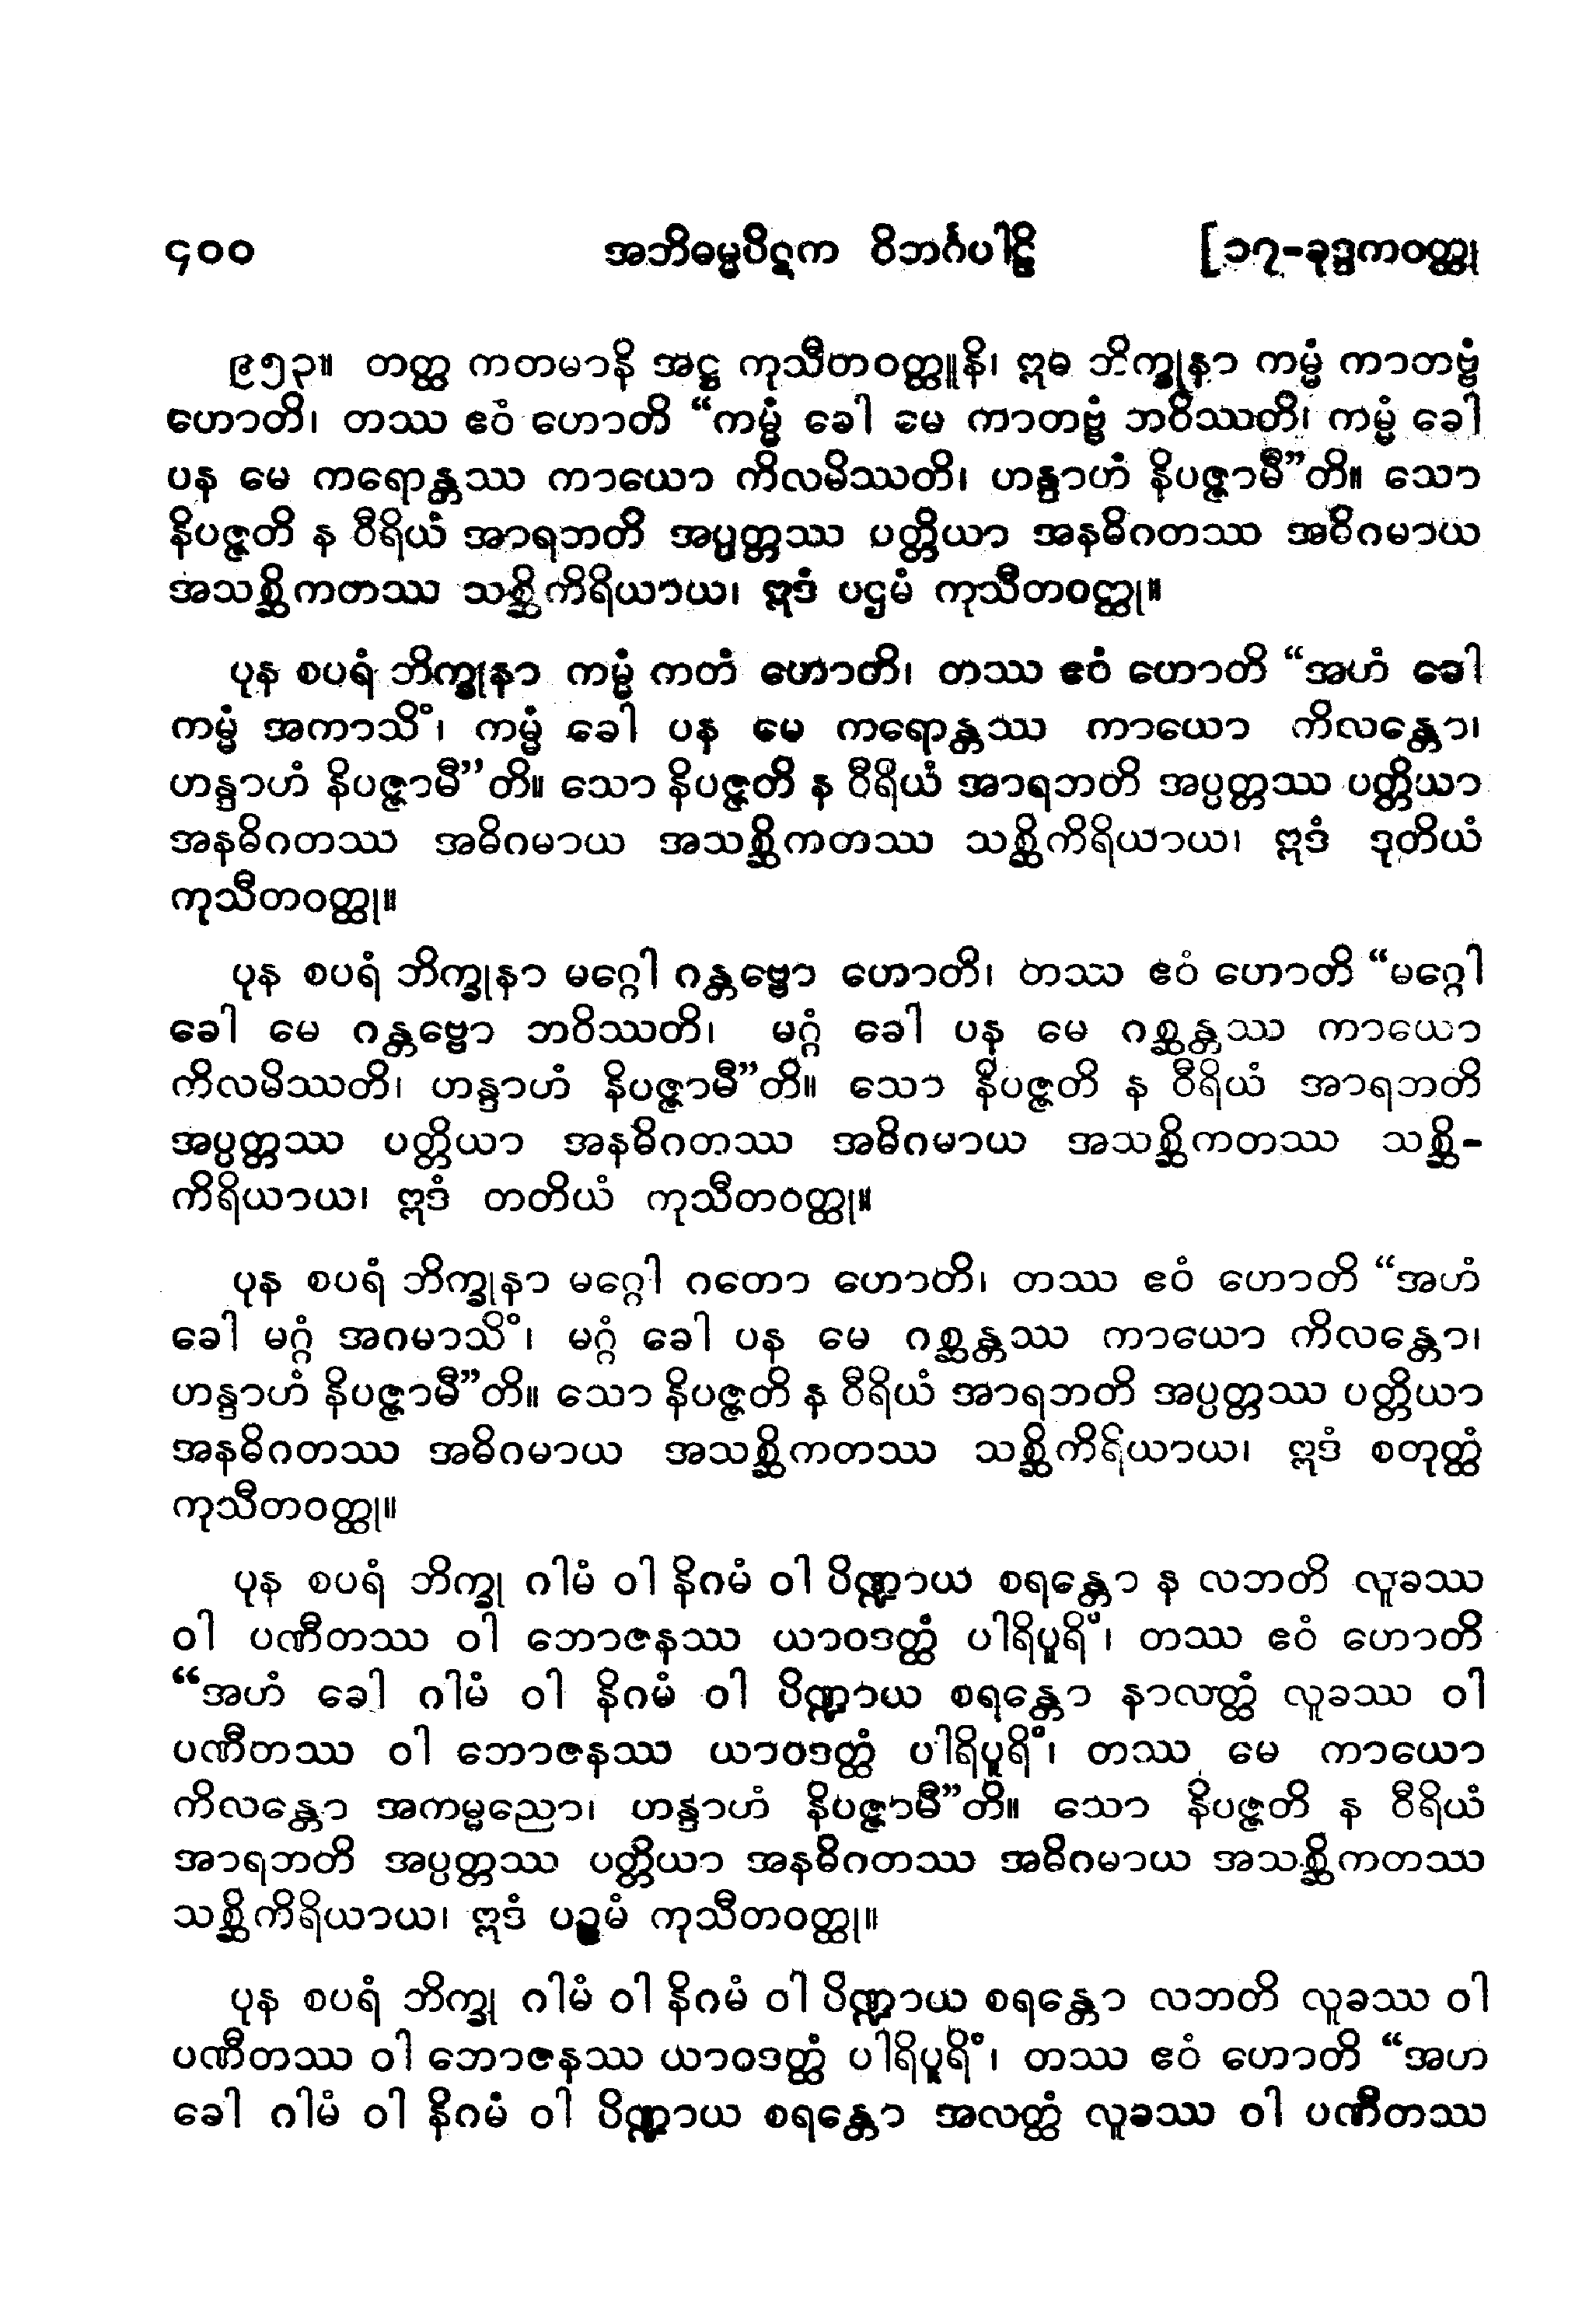 ၄၀၀ အဘိဓမ္မပိဋက ဝိဘင်္ဂပါဠိ [၁၇-ခုဒ္ဒကဝတ္ထု
၉၅၃။ တတ္ထ ကတမာနိ အဋ္ဌ ကုသီတဝတ္ထူနိ၊ ဣဓ ဘိက္ခုနာ ကမ္မံ ကာတဗ္ဗံ
ဟောတိ၊ တဿ ဧဝံ ဟောတိ “ကမ္မံ ခေါ မေ ကာတဗ္ဗံ ဘဝိဿတိ၊ ကမ္မံ ခေါ
ပန မေ ကရောန္တဿ ကာယော ကိလမိဿတိ၊ ဟန္ဒာဟံ နိပဇ္ဇာမီ”တိ။ သော
နိပဇ္ဇတိ န ဝီရိယံ အာရဘတိ အပ္ပတ္တဿ ပတ္တိယာ အနဓိဂတဿ အဓိဂမာယ
အသစ္ဆိကတဿ သစ္ဆိကိရိယာယ၊ ဣဒံ ပဌမံ ကုသီတဝတ္ထု။
ပုန စပရံ ဘိက္ခုနာ ကမ္မံ ကတံ ဟောတိ၊ တဿ ဧဝံ ဟောတိ “အဟံ ခေါ
ကမ္မံ အကာသိံ၊ ကမ္မံ ခေါ ပန မေ ကရောန္တဿ ကာယော ကိလန္တော၊
ဟန္ဒာဟံ နိပဇ္ဇာမီ”တိ။ သော နိပဇ္ဇတိ န ဝီရိယံ အာရဘတိ အပ္ပတ္တဿ ပတ္တိယာ
အနဓိဂတဿ အဓိဂမာယ အသစ္ဆိကတဿ သစ္ဆိကိရိယာယ၊ ဣဒံ ဒုတိယံ
ကုသီတဝတ္ထု။
ပုန စပရံ ဘိက္ခုနာ မဂ္ဂေါ ဂန္တဗ္ဗော ဟောတိ၊ တဿ ဧဝံ ဟောတိ “မဂ္ဂေါ
ခေါ မေ ဂန္တဗ္ဗော ဘဝိဿတိ၊ မဂ္ဂံ ခေါ ပန မေ ဂစ္ဆန္တဿ ကာယော
ကိလမိဿတိ၊ ဟန္ဒာဟံ နိပဇ္ဇာမီ”တိ။ သော နိပဇ္ဇတိ န ဝီရိယံ အာရဘတိ
အပ္ပတ္တဿ ပတ္တိယာ အနဓိဂတဿ အဓိဂမာယ အသစ္ဆိကတဿ သစ္ဆိ-
ကိရိယာယ၊ ဣဒံ တတိယံ ကုသီတဝတ္ထု။
ပုန စပရံ ဘိက္ခုနာ မဂ္ဂေါ ဂတော ဟောတိ၊ တဿ ဧဝံ ဟောတိ “အဟံ
ခေါ မဂ္ဂံ အဂမာသိံ၊ မဂ္ဂံ ခေါ ပန မေ ဂစ္ဆန္တဿ ကာယော ကိလန္တော၊
ဟန္ဒာဟံ နိပဇ္ဇာမီ”တိ။ သော နိပဇ္ဇတိ န ဝီရိယံ အာရဘတိ အပ္ပတ္တဿ ပတ္တိယာ
အနဓိဂတဿ အဓိဂမာယ အသစ္ဆိကတဿ သစ္ဆိကိရိယာယ၊ ဣဒံ စတုတ္ထံ
ကုသီတဝတ္ထု။
ပုန စပရံ ဘိက္ခု ဂါမံ ဝါ နိဂမံ ဝါ ပိဏ္ဍာယ စရန္တော န လဘတိ လူခဿ
ဝါ ပဏီတဿ ဝါ ဘောဇနဿ ယာဝဒတ္ထံ ပါရိပူရိံ၊ တဿ ဧဝံ ဟောတိ
“အဟံ ခေါ ဂါမံ ဝါ နိဂမံ ဝါ ပိဏ္ဍာယ စရန္တော နာလတ္ထံ လူခဿ ဝါ
ပဏီတဿ ဝါ ဘောဇနဿ ယာဝဒတ္ထံ ပါရိပူရိံ၊ တဿ မေ ကာယော
ကိလန္တော အကမ္မညော၊ ဟန္ဒာဟံ နိပဇ္ဇာမီ”တိ။ သော နိပဇ္ဇတိ န ဝီရိယံ
အာရဘတိ အပ္ပတ္တဿ ပတ္တိယာ အနဓိဂတဿ အဓိဂမာယ အသစ္ဆိကတဿ
သစ္ဆိကိရိယာယ၊ ဣဒံ ပဉ္စမံ ကုသီတဝတ္ထု။
ပုန စပရံ ဘိက္ခု ဂါမံ ဝါ နိဂမံ ဝါ ပိဏ္ဍာယ စရန္တော လဘတိ လူခဿ ဝါ
ပဏီတဿ ဝါ ဘောဇနဿ ယာဝဒတ္ထံ ပါရိပူရိံ၊ တဿ ဧဝံ ဟောတိ “အဟ
ခေါ ဂါမံ ဝါ နိဂမံ ဝါ ပိဏ္ဍာယ စရန္တော အလတ္ထံ လူခဿ ဝါ ပဏီတဿ